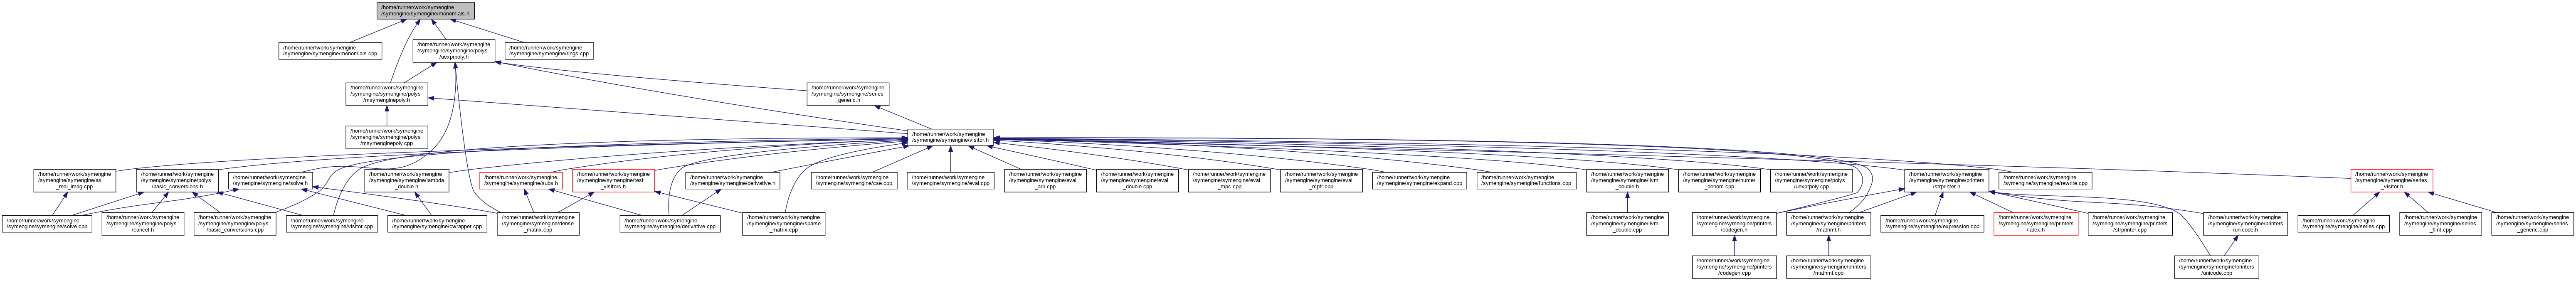 /home/runner/work/symengine
/symengine/symengine/monomials.h
/home/runner/work/symengine
/symengine/symengine/monomials.cpp
/home/runner/work/symengine
/symengine/symengine/polys
/uexprpoly.h
/home/runner/work/symengine
/symengine/symengine/rings.cpp
/home/runner/work/symengine
/symengine/symengine/polys
/msymenginepoly.h
/home/runner/work/symengine
/symengine/symengine/series
_generic.h
/home/runner/work/symengine
/symengine/symengine/polys
/msymenginepoly.cpp
/home/runner/work/symengine
/symengine/symengine/visitor.h
/home/runner/work/symengine
/symengine/symengine/as
_real_imag.cpp
/home/runner/work/symengine
/symengine/symengine/polys
/basic_conversions.h
/home/runner/work/symengine
/symengine/symengine/solve.h
/home/runner/work/symengine
/symengine/symengine/lambda
_double.h
/home/runner/work/symengine
/symengine/symengine/subs.h
/home/runner/work/symengine
/symengine/symengine/test
_visitors.h
/home/runner/work/symengine
/symengine/symengine/derivative.h
/home/runner/work/symengine
/symengine/symengine/cse.cpp
/home/runner/work/symengine
/symengine/symengine/eval.cpp
/home/runner/work/symengine
/symengine/symengine/eval
_arb.cpp
/home/runner/work/symengine
/symengine/symengine/eval
_double.cpp
/home/runner/work/symengine
/symengine/symengine/eval
_mpc.cpp
/home/runner/work/symengine
/symengine/symengine/eval
_mpfr.cpp
/home/runner/work/symengine
/symengine/symengine/expand.cpp
/home/runner/work/symengine
/symengine/symengine/functions.cpp
/home/runner/work/symengine
/symengine/symengine/llvm
_double.h
/home/runner/work/symengine
/symengine/symengine/numer
_denom.cpp
/home/runner/work/symengine
/symengine/symengine/polys
/uexprpoly.cpp
/home/runner/work/symengine
/symengine/symengine/printers
/strprinter.h
/home/runner/work/symengine
/symengine/symengine/rewrite.cpp
/home/runner/work/symengine
/symengine/symengine/series
_visitor.h
/home/runner/work/symengine
/symengine/symengine/solve.cpp
/home/runner/work/symengine
/symengine/symengine/polys
/cancel.h
/home/runner/work/symengine
/symengine/symengine/polys
/basic_conversions.cpp
/home/runner/work/symengine
/symengine/symengine/visitor.cpp
/home/runner/work/symengine
/symengine/symengine/cwrapper.cpp
/home/runner/work/symengine
/symengine/symengine/dense
_matrix.cpp
/home/runner/work/symengine
/symengine/symengine/derivative.cpp
/home/runner/work/symengine
/symengine/symengine/sparse
_matrix.cpp
/home/runner/work/symengine
/symengine/symengine/llvm
_double.cpp
/home/runner/work/symengine
/symengine/symengine/printers
/codegen.h
/home/runner/work/symengine
/symengine/symengine/printers
/mathml.h
/home/runner/work/symengine
/symengine/symengine/expression.cpp
/home/runner/work/symengine
/symengine/symengine/printers
/latex.h
/home/runner/work/symengine
/symengine/symengine/printers
/strprinter.cpp
/home/runner/work/symengine
/symengine/symengine/printers
/unicode.h
/home/runner/work/symengine
/symengine/symengine/series.cpp
/home/runner/work/symengine
/symengine/symengine/series
_flint.cpp
/home/runner/work/symengine
/symengine/symengine/series
_generic.cpp
/home/runner/work/symengine
/symengine/symengine/printers
/codegen.cpp
/home/runner/work/symengine
/symengine/symengine/printers
/mathml.cpp
/home/runner/work/symengine
/symengine/symengine/printers
/unicode.cpp